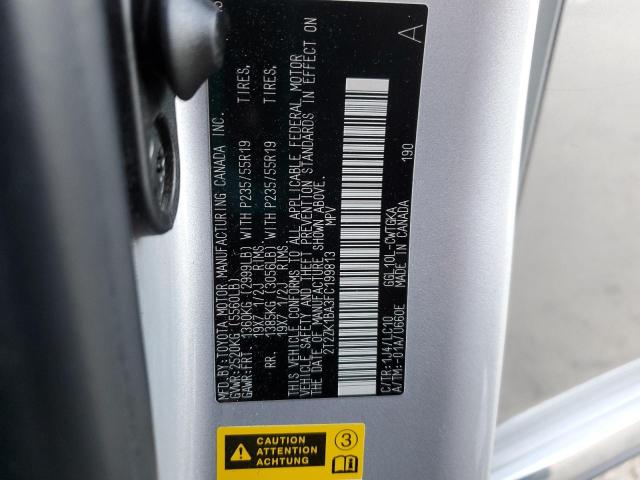 MFD. BY: TOYOTA MOTOR MANUFACTURING CANADA INC.
GVWR:2520KG(5560LB)
GAWR:FRT. 1360KG(2999LB) WITH P235/55R19 TIRES,
19X7 1/2J RIMS
RR. 1385KG(3056LB) WITH P235/55R19 TIRES,
19X7 1/2J RIMS
THIS VEHICLE CONFORMS TO ALL APPLICABLE FEDERAL MOTOR
VEHICLE SAFETY AND THEFT PREVENTION STANDARDS IN EFFECT ON
THE DATE OF MANUFACTURE SHOWN ABOVE.
2T2ZK1BA3FC199813 MPV
190
A
C/TR:1J4/LC10 GGL10L-CWTGKA
A/TM:-01A/U660E MADE IN CANADA
CAUTION
ATTENTION
ACHTUNG
3